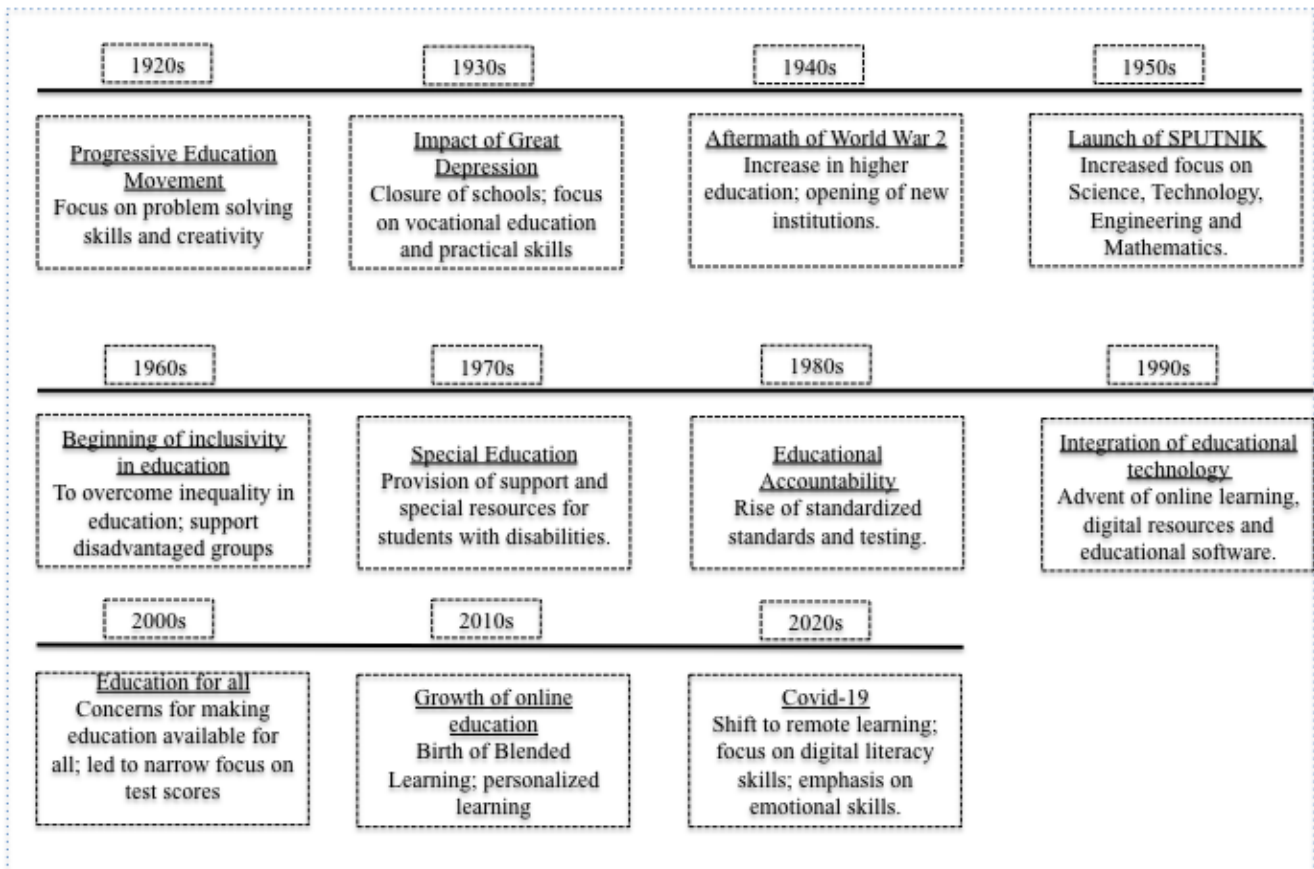 1920s
1930s
1940s
1950s
Progressive Education
Movement
Focus on problem solving
skills and creativity
Impact of Great
Depression
Closure of schools; focus
on vocational education
and practical skills
Aftermath of World War 2
Increase in higher
education; opening of new
institutions.
Launch of SPUTNIK
Increased focus on
Science, Technology,
Engineering and
Mathematics.
1960s
1970s
1980s
1990s
Beginning of inclusivity
in education
To overcome inequality in
education; support
disadvantaged groups
Special Education
Provision of support and
special resources for
students with disabilities.
Educational
Accountability
Rise of standardized
standards and testing.
Integration of educational
technology
Advent of online learning,
digital resources and
educational software.
2000s
2010s
2020s
Education for all
Concerns for making
education available for
all; led to narrow focus on
test scores
Growth of online
education
Birth of Blended
Learning; personalized
learning
Covid-19
Shift to remote learning;
focus on digital literacy
skills; emphasis on
emotional skills.